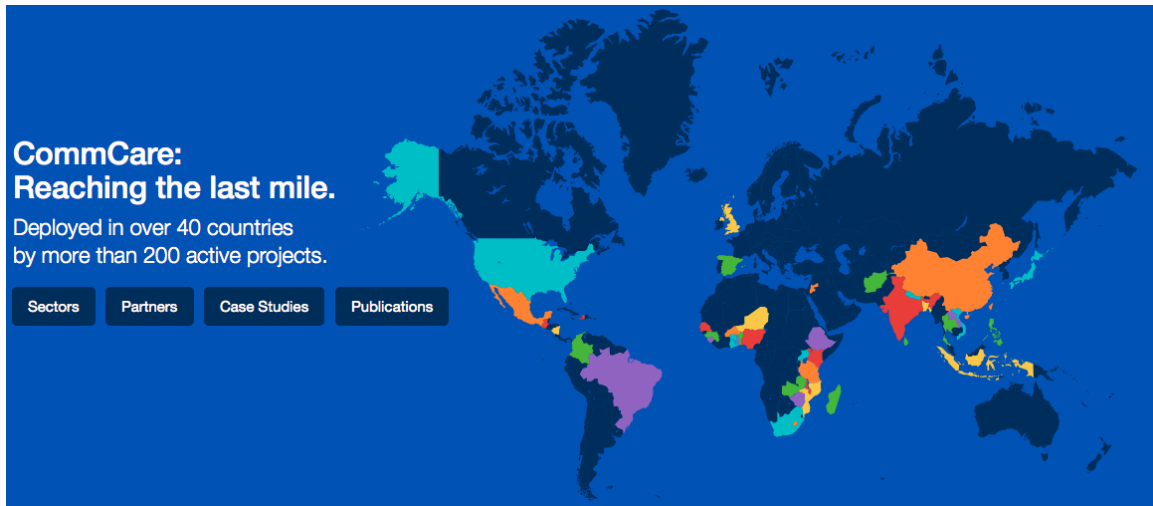 CommCare:
Reaching the last mile.
Deployed in over 40 countries
by more than 200 active projects.
Sectors
Partners
Case Studies
Publications